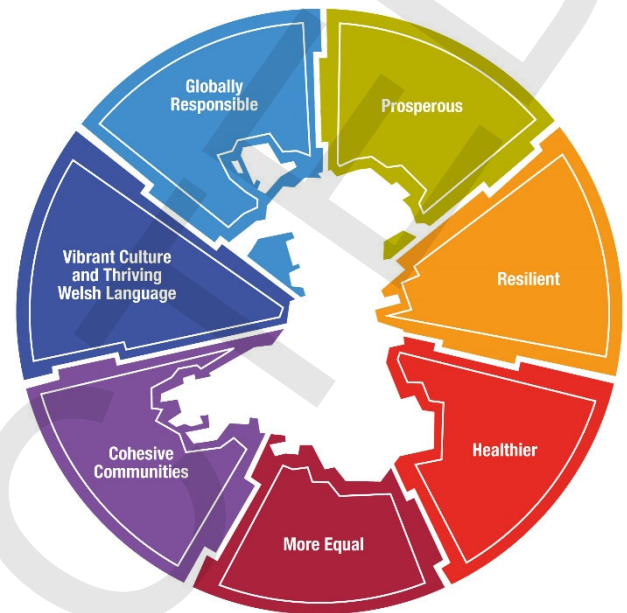 Globally
Responsible
Prosperous
Resilient
Healthier
More Equal
Cohesive
Communities
Vibrant Culture
and Thriving
Welsh Language